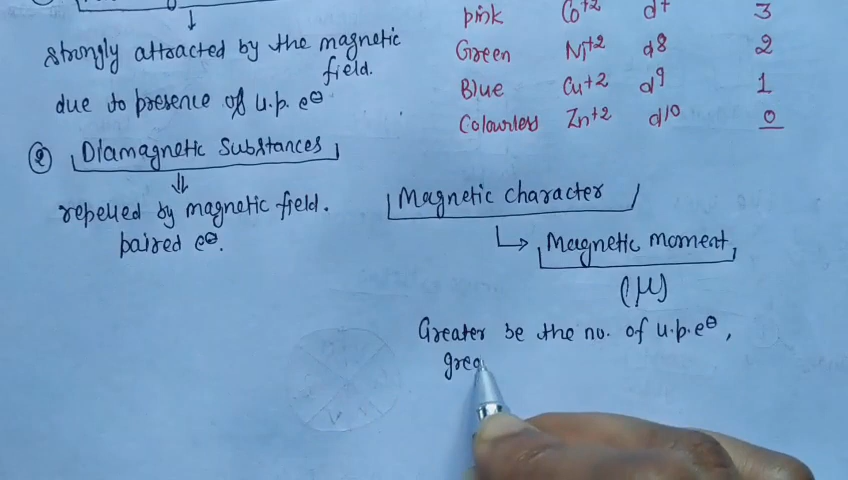 strongly attracted by the magnetic
field.
due to presence of u.p. e⊖
② Diamagnetic Substances
⇓
repelled by magnetic field.
paired e⊖.
pink Co+2 d7 3
Green Ni+2 d8 2
Blue Cu+2 d9 1
Colourless Zn+2 d10 0
Magnetic character
Magnetic moment
(μ)
Greater be the no. of u.p.e⊖,
grea